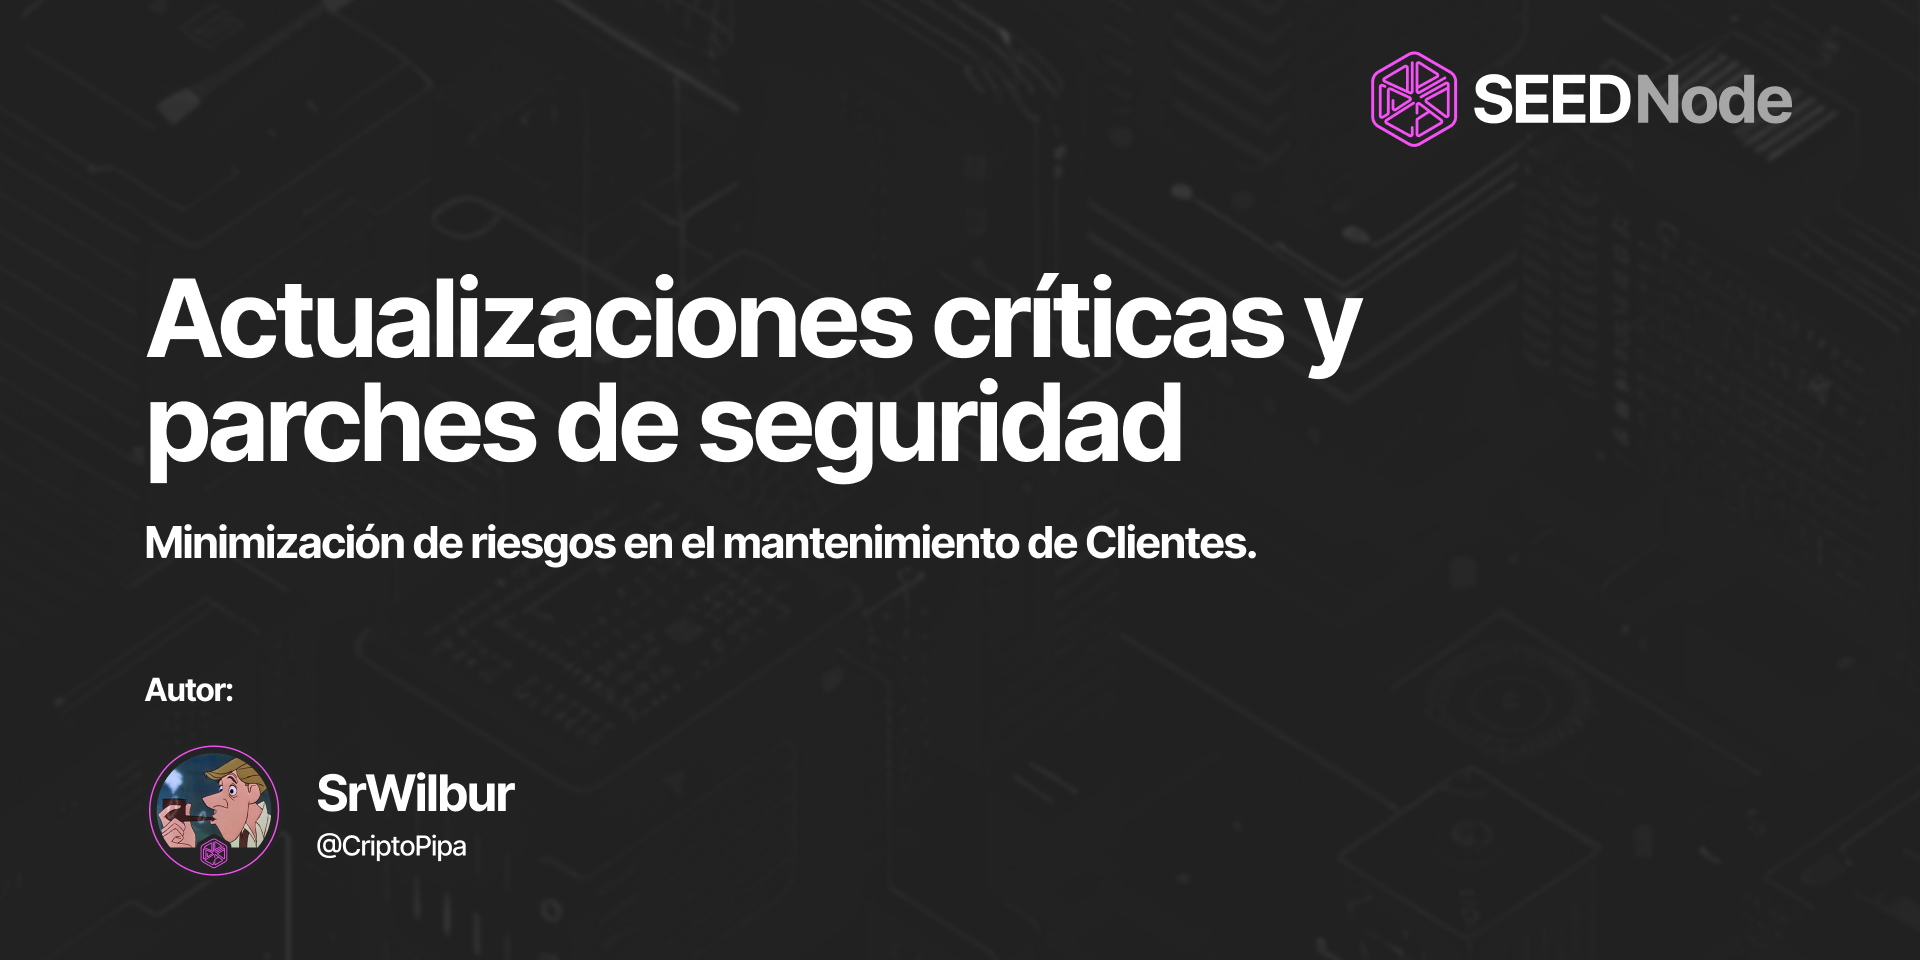 SEEDNode
Actualizaciones críticas y
parches de seguridad
Minimización de riesgos en el mantenimiento de Clientes.
Autor:
SrWilbur
@CriptoPipa